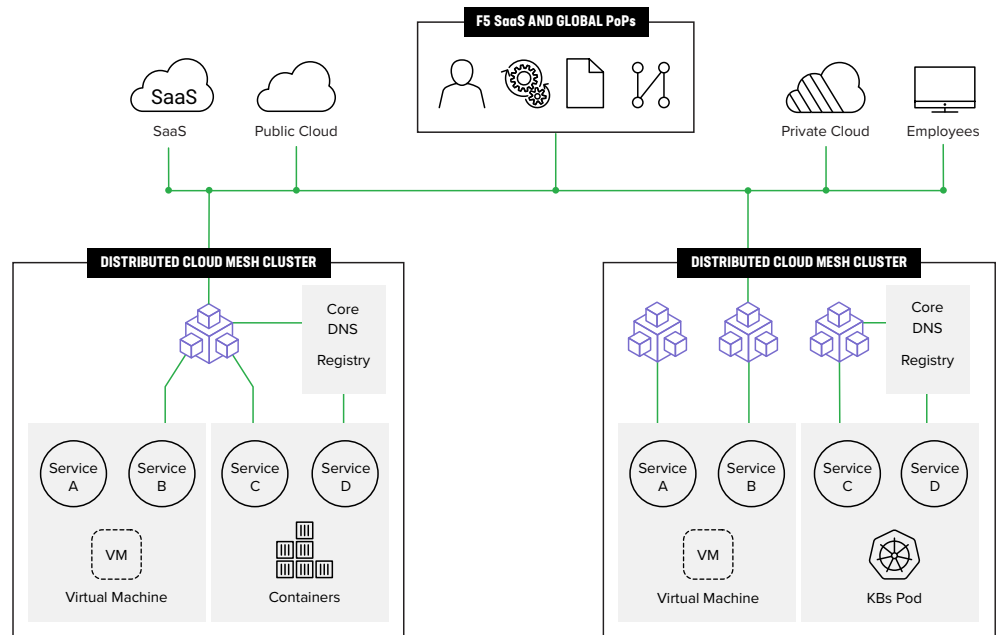 F5 SaaS AND GLOBAL PoPs
SaaS
SaaS
Public Cloud
Private Cloud
Employees
DISTRIBUTED CLOUD MESH CLUSTER
Core
DNS
Registry
Service
A
Service
B
Service
C
Service
D
VM
Virtual Machine
Containers
DISTRIBUTED CLOUD MESH CLUSTER
Core
DNS
Registry
Service
A
Service
B
Service
C
Service
D
VM
Virtual Machine
KBs Pod